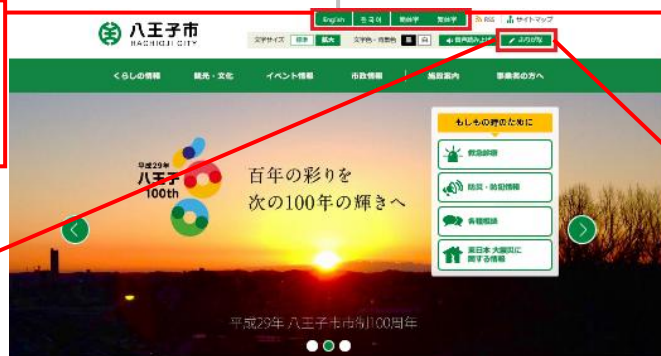 English 한국어 簡体字 繁体字 RSS サイトマップ
八王子市
HACHIOJI CITY
文字サイズ 標準 拡大 文字色・背景色 黒 白 音声読み上げ ふりがな
くらしの情報 観光・文化 イベント情報 市政情報 施設案内 事業者の方へ
もしもの時のために
救急診療
防災・防犯情報
各種相談
東日本大震災に
関する情報
平成29年
八王子
100th
百年の彩りを
次の100年の輝きへ
平成29年 八王子市市制100周年